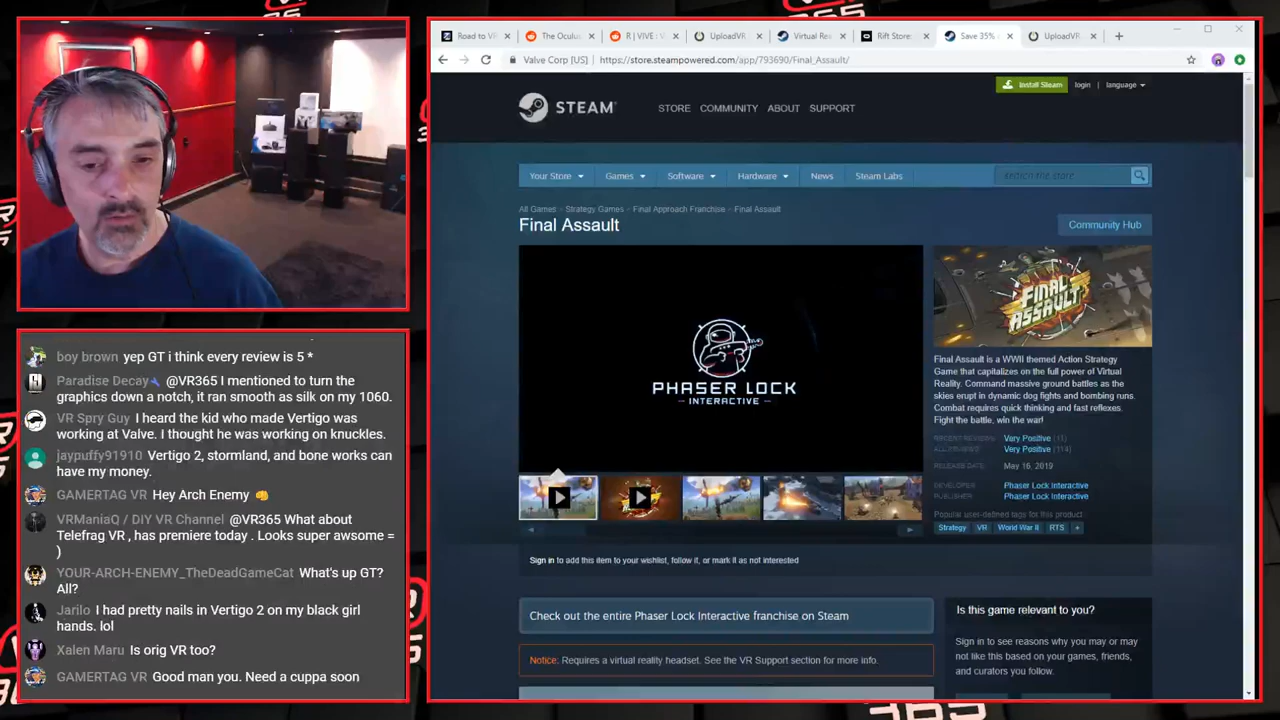 Road to VR
The Oculus
R | VIVE : V
UploadVR
Virtual Rea
Rift Store:
Save 35%
UploadVR
Valve Corp [US] | https://store.steampowered.com/app/793690/Final_Assault/
Install Steam
login | language
STEAM
STORE COMMUNITY ABOUT SUPPORT
Your Store Games Software Hardware News Steam Labs
search the store
All Games > Strategy Games > Final Approach Franchise > Final Assault
Final Assault
Community Hub
PHASER LOCK
INTERACTIVE
FINAL
ASSAULT
Final Assault is a WWII themed Action Strategy
Game that capitalizes on the full power of Virtual
Reality. Command massive ground battles as the
skies erupt in dynamic dog fights and bombing runs.
Combat requires quick thinking and fast reflexes.
Fight the battle, win the war!
RECENT REVIEWS: Very Positive (11)
ALL REVIEWS: Very Positive (114)
RELEASE DATE: May 16, 2019
DEVELOPER: Phaser Lock Interactive
PUBLISHER: Phaser Lock Interactive
Popular user-defined tags for this product:
Strategy VR World War II RTS +
Sign in to add this item to your wishlist, follow it, or mark it as not interested
Check out the entire Phaser Lock Interactive franchise on Steam
Notice: Requires a virtual reality headset. See the VR Support section for more info.
Is this game relevant to you?
Sign in to see reasons why you may or may
not like this based on your games, friends,
and curators you follow.
boy brown yep GT i think every review is 5 *
Paradise Decay @VR365 I mentioned to turn the
graphics down a notch, it ran smooth as silk on my 1060.
VR Spry Guy I heard the kid who made Vertigo was
working at Valve. I thought he was working on knuckles.
jaypuffy91910 Vertigo 2, stormland, and bone works can
have my money.
GAMERTAG VR Hey Arch Enemy
VRManiaQ / DIY VR Channel @VR365 What about
Telefrag VR , has premiere today . Looks super awsome =
)
YOUR-ARCH-ENEMY_TheDeadGameCat What's up GT?
All?
Jarilo I had pretty nails in Vertigo 2 on my black girl
hands. lol
Xalen Maru Is orig VR too?
GAMERTAG VR Good man you. Need a cuppa soon